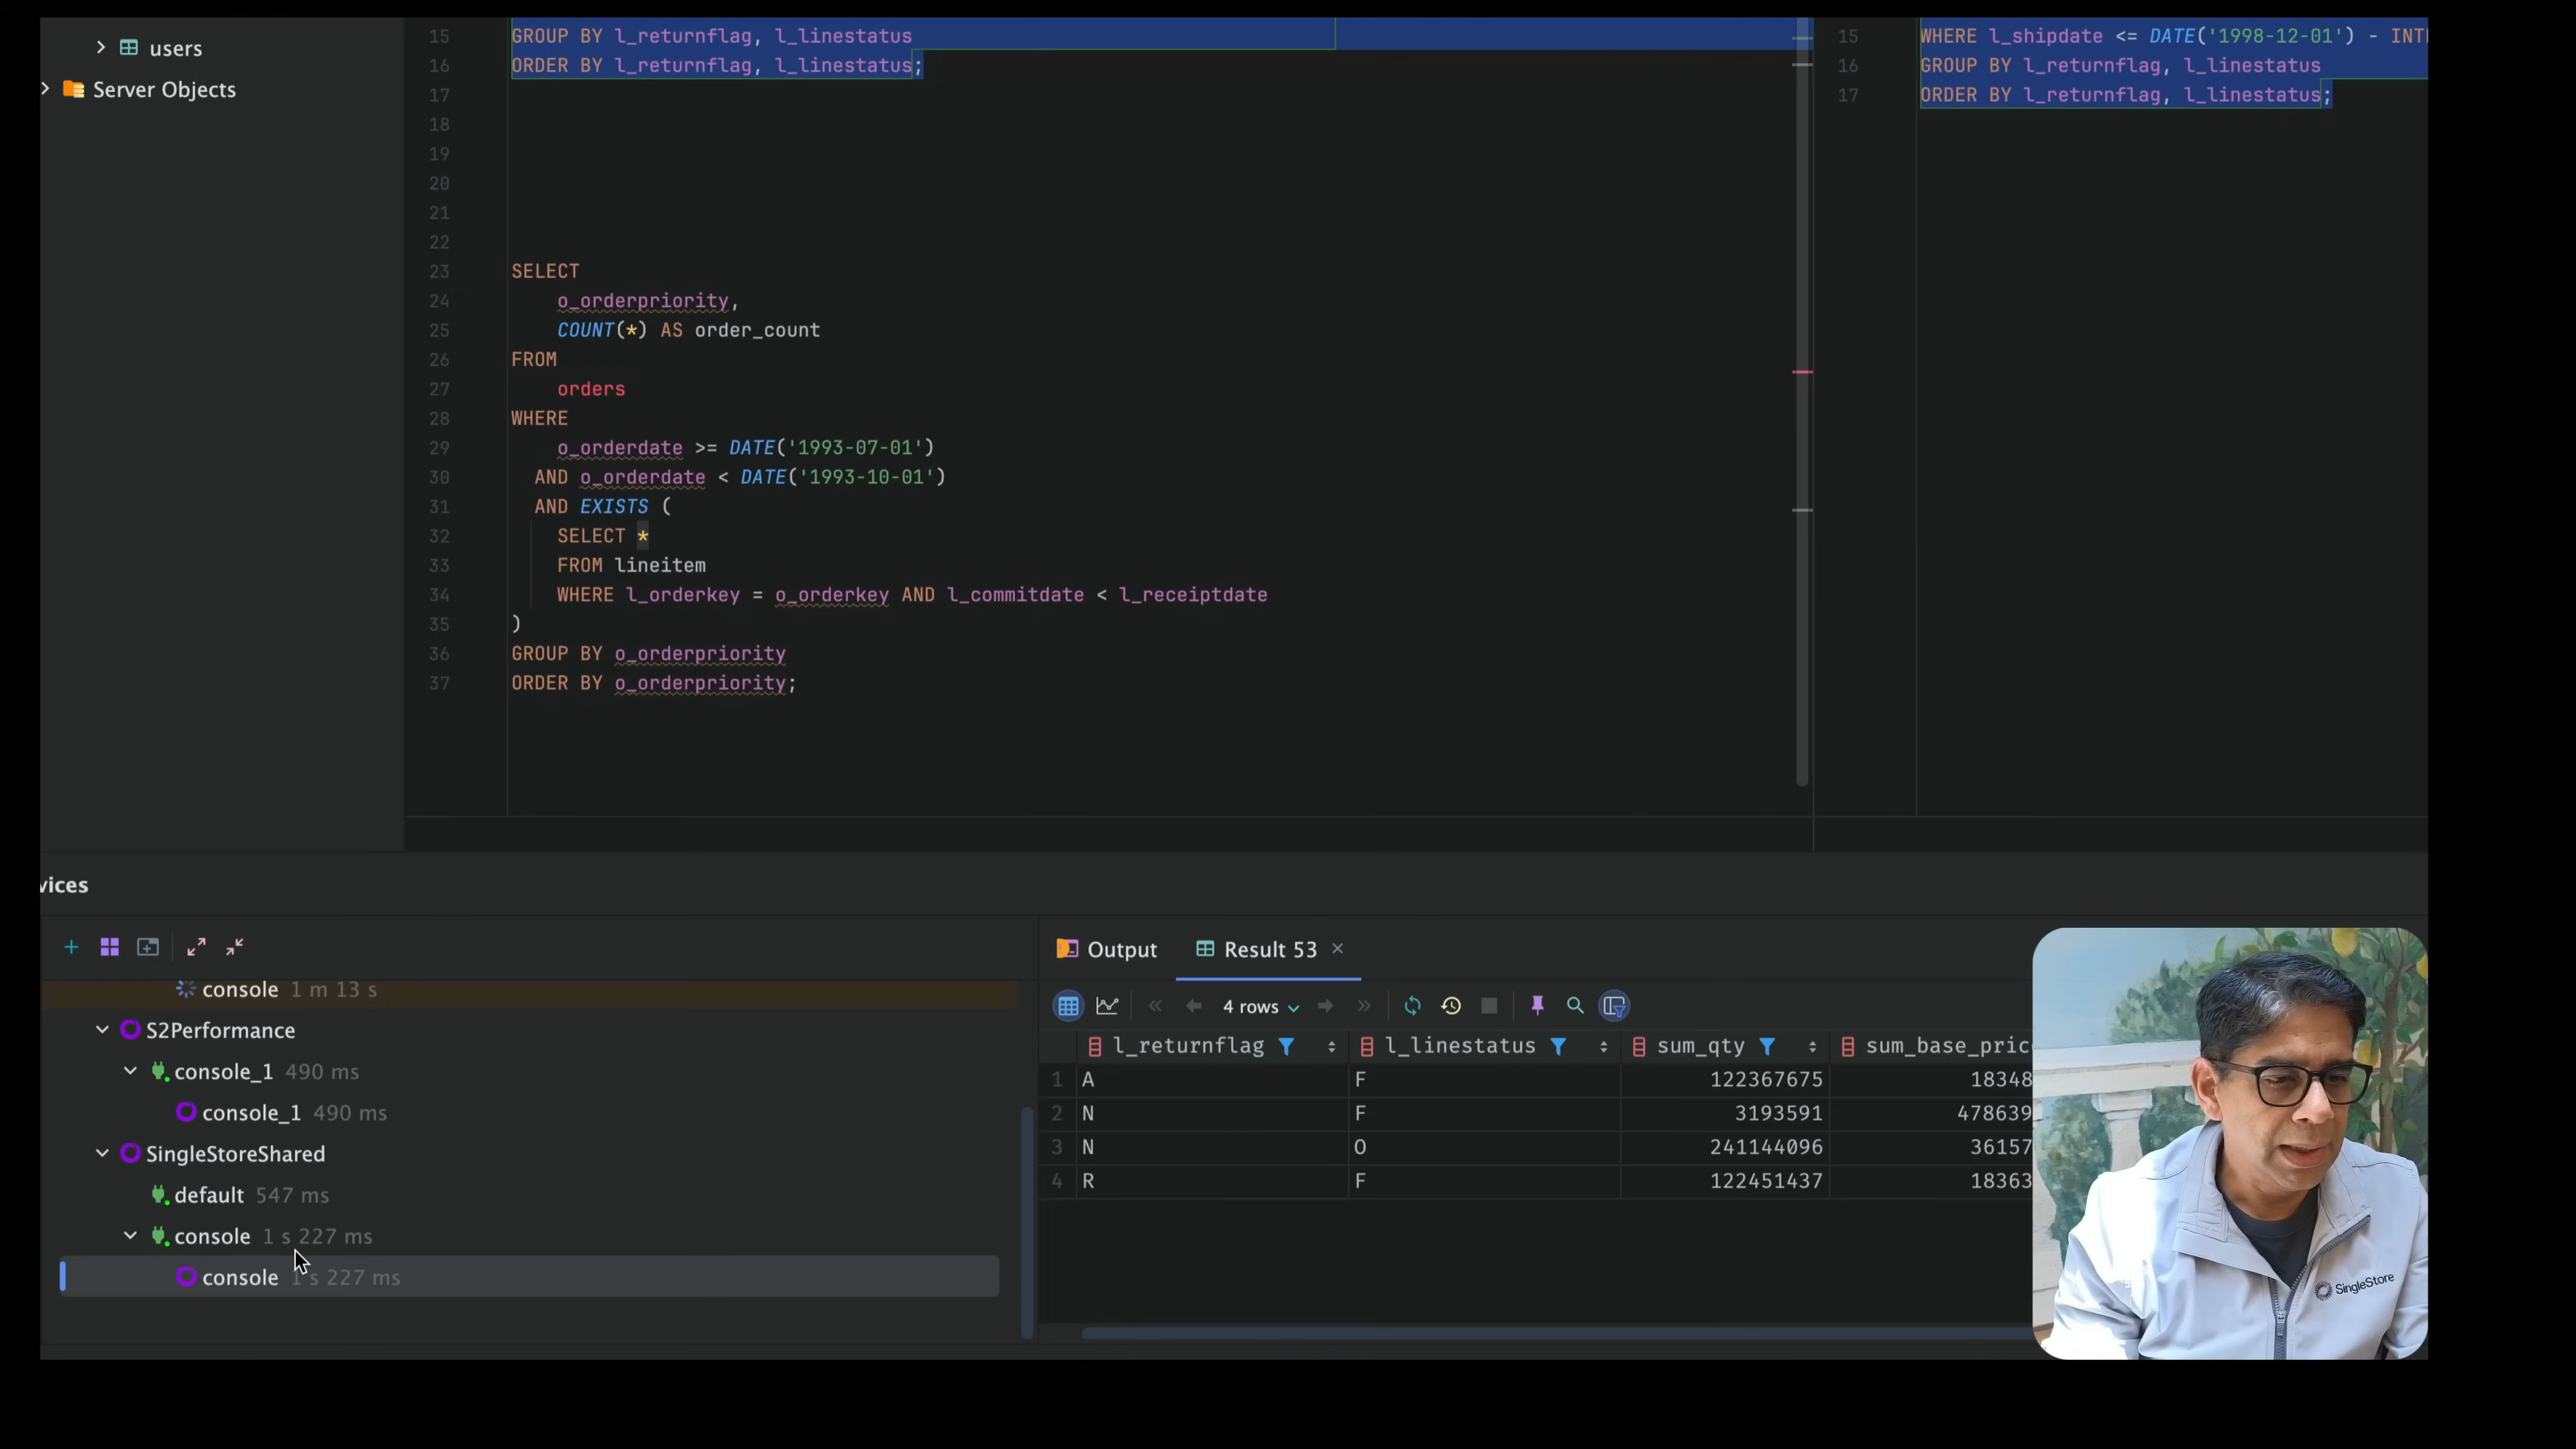 users
Server Objects
15 GROUP BY l_returnflag, l_linestatus
16 ORDER BY l_returnflag, l_linestatus;
17
18
19
20
21
22
23 SELECT
24 o_orderpriority,
25 COUNT(*) AS order_count
26 FROM
27 orders
28 WHERE
29 o_orderdate >= DATE('1993-07-01')
30 AND o_orderdate < DATE('1993-10-01')
31 AND EXISTS (
32 SELECT *
33 FROM lineitem
34 WHERE l_orderkey = o_orderkey AND l_commitdate < l_receiptdate
35 )
36 GROUP BY o_orderpriority
37 ORDER BY o_orderpriority;
15 WHERE l_shipdate <= DATE('1998-12-01') - INT
16 GROUP BY l_returnflag, l_linestatus
17 ORDER BY l_returnflag, l_linestatus;
vices
console 1 m 13 s
S2Performance
console_1 490 ms
console_1 490 ms
SingleStoreShared
default 547 ms
console 1 s 227 ms
console 1 s 227 ms
Output Result 53
4 rows
l_returnflag l_linestatus sum_qty sum_base_pric
1 A F 122367675 18348
2 N F 3193591 478639
3 N O 241144096 36157
4 R F 122451437 18363
SingleStore